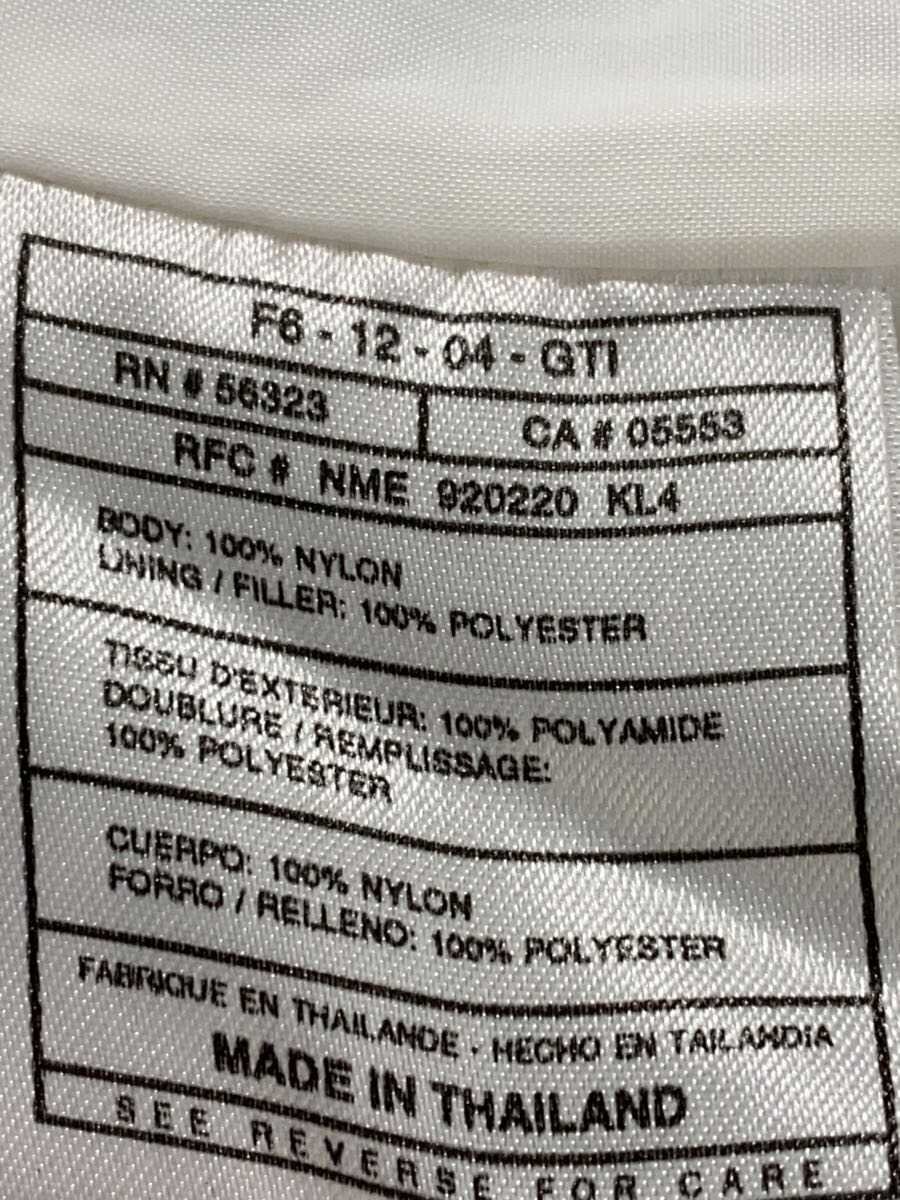 F6 - 12 - 04 - GTI
RN # 56323
CA # 05553
RFC # NME 920220 KL4
BODY: 100% NYLON
LINING / FILLER: 100% POLYESTER
TISSU D'EXTERIEUR: 100% POLYAMIDE
DOUBLURE / REMPLISSAGE:
100% POLYESTER
CUERPO: 100% NYLON
FORRO / RELLENO: 100% POLYESTER
FABRIQUE EN THAILANDE - HECHO EN TAILANDIA
MADE IN THAILAND
SEE REVERSE FOR CARE